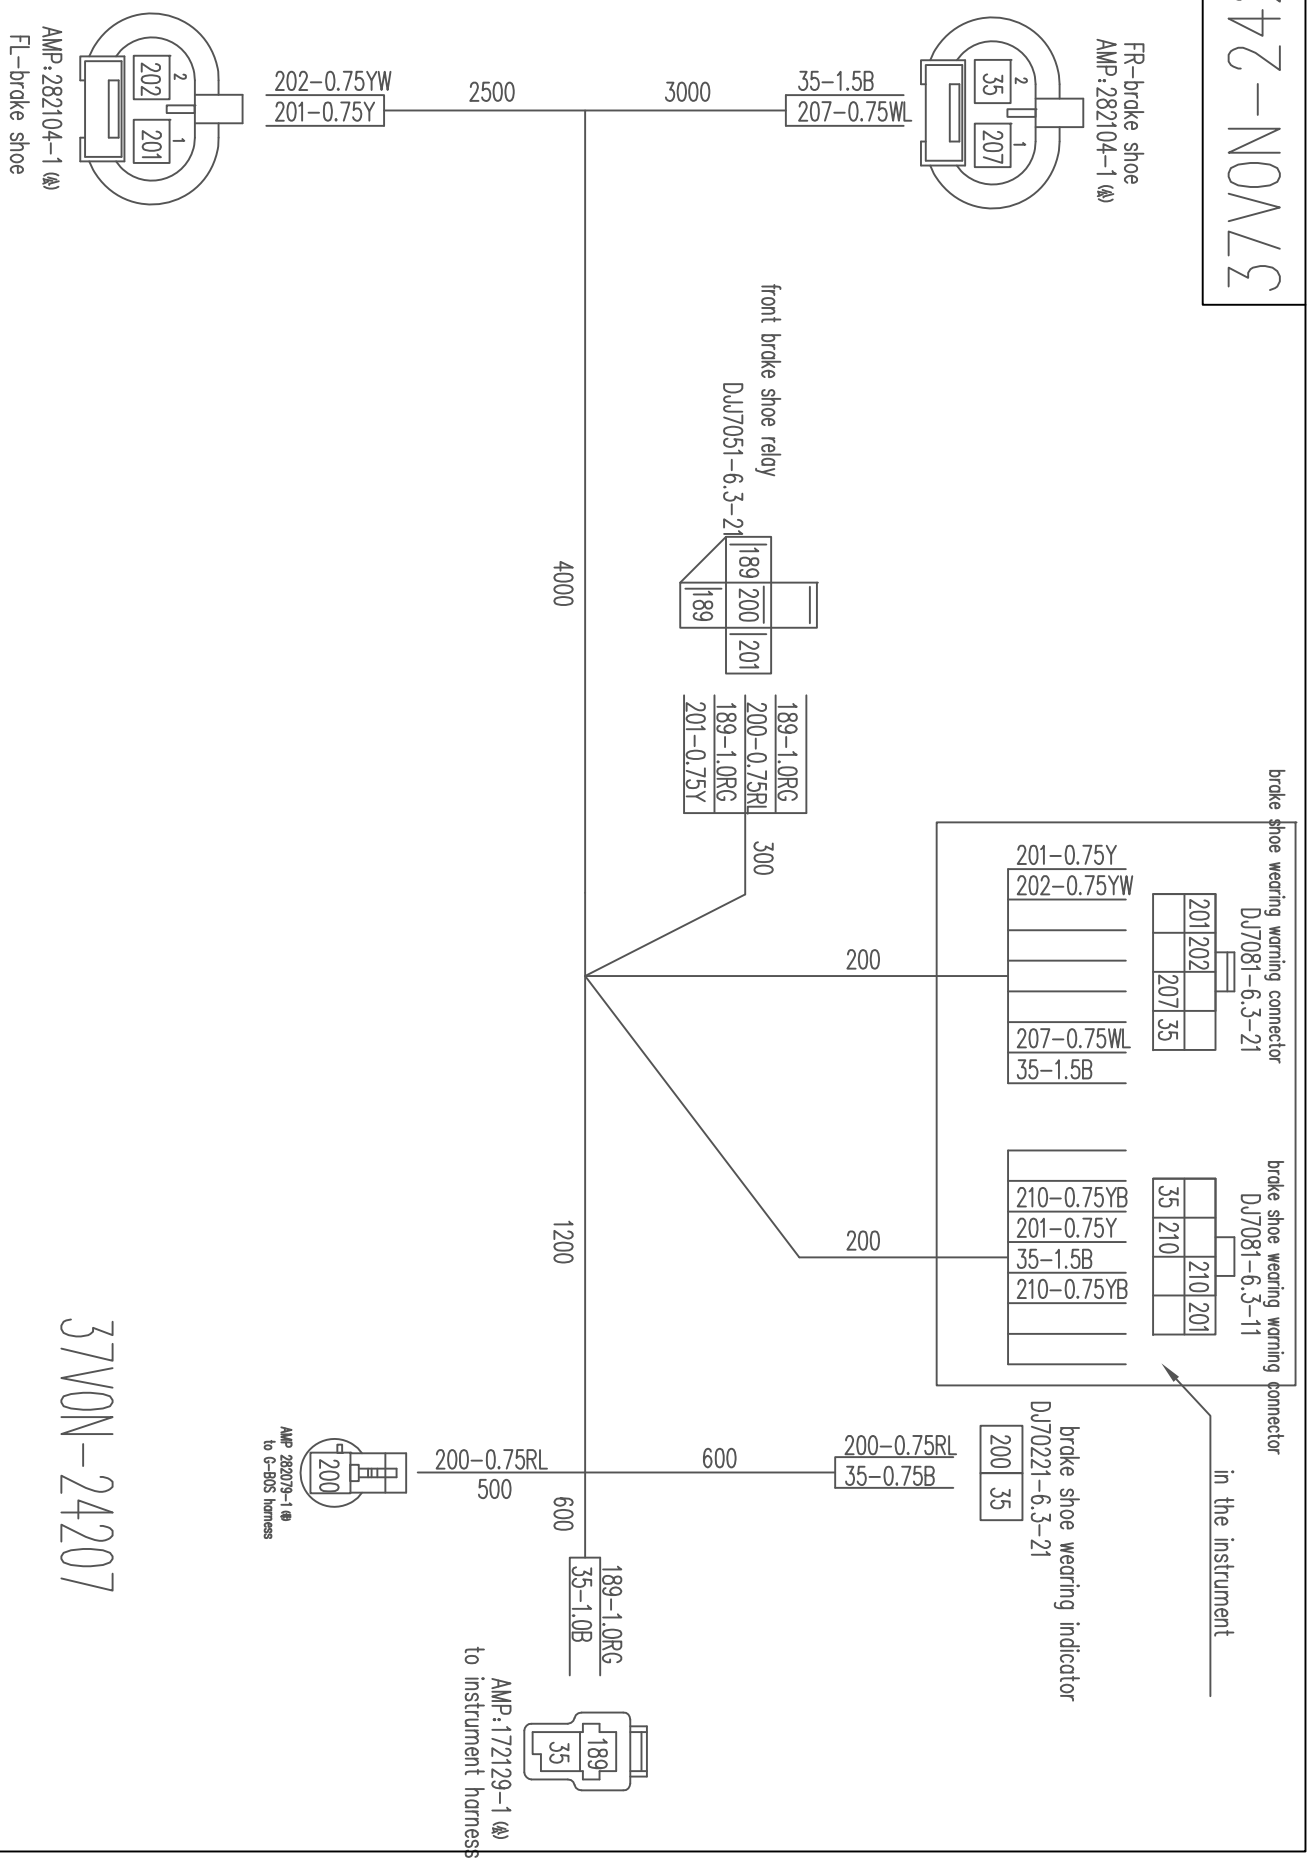 37V0N-24
FR-brake shoe
AMP:282104-1(公)
35
2
207
1
35-1.5B
207-0.75WL
3000
2500
202-0.75YW
201-0.75Y
202
2
201
1
AMP:282104-1(公)
FL-brake shoe
front brake shoe relay
DJJ7051-6.3-21
189
200
201
189
189-1.0RG
200-0.75RL
189-1.0RG
201-0.75Y
300
4000
brake shoe wearing warning connector
DJ7081-6.3-21
201 202
207 35
201-0.75Y
202-0.75YW
207-0.75WL
35-1.5B
200
brake shoe wearing warning connector
DJ7081-6.3-11
210 201
35 210
210-0.75YB
201-0.75Y
35-1.5B
210-0.75YB
200
in the instrument
1200
brake shoe wearing indicator
DJ70221-6.3-21
200 35
200-0.75RL
35-0.75B
600
200-0.75RL
500
200
AMP 282079-1(母)
to G-BOS harness
600
189-1.0RG
35-1.0B
189
35
AMP:172129-1(公)
to instrument harness
37V0N-24207